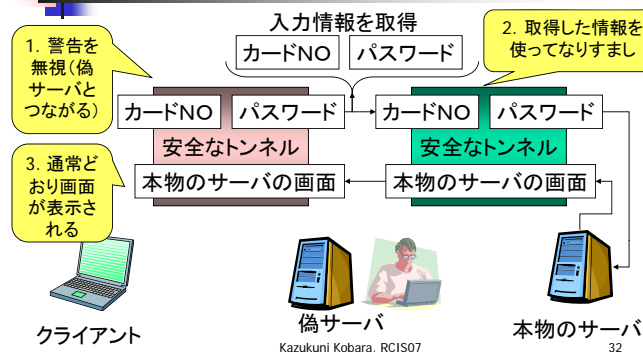 入力情報を取得
カードNO パスワード
1. 警告を
無視(偽
サーバと
つながる)
2. 取得した情報を
使ってなりすまし
カードNO パスワード
カードNO パスワード
安全なトンネル
安全なトンネル
本物のサーバの画面
本物のサーバの画面
3. 通常ど
おり画面
が表示さ
れる
クライアント
偽サーバ
本物のサーバ
Kazukuni Kobara, RCIS07
32